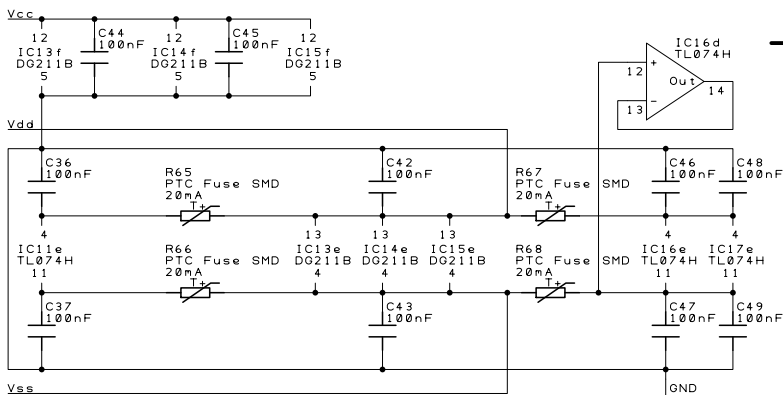 Vcc
12
IC13f
DG211B
5
C44
100nF
12
IC14f
DG211B
5
C45
100nF
12
IC15f
DG211B
5
IC16d
TL074H
12
+
Out
14
13
−
Vdd
C36
100nF
R65
PTC Fuse SMD
20mA
T+
C42
100nF
R67
PTC Fuse SMD
20mA
T+
C46
100nF
C48
100nF
4
IC11e
TL074H
11
R66
PTC Fuse SMD
20mA
T+
13
IC13e
DG211B
4
13
IC14e
DG211B
4
13
IC15e
DG211B
4
R68
PTC Fuse SMD
20mA
T+
4
IC16e
TL074H
11
4
IC17e
TL074H
11
C37
100nF
C43
100nF
C47
100nF
C49
100nF
Vss
GND